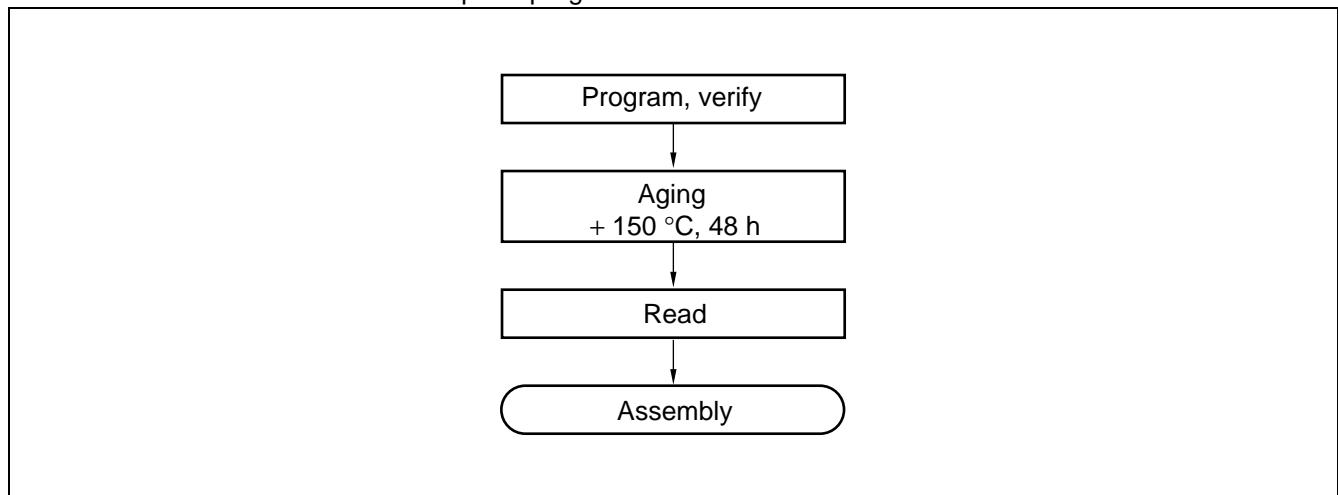 Program, verify
Aging
+ 150 °C, 48 h
Read
Assembly